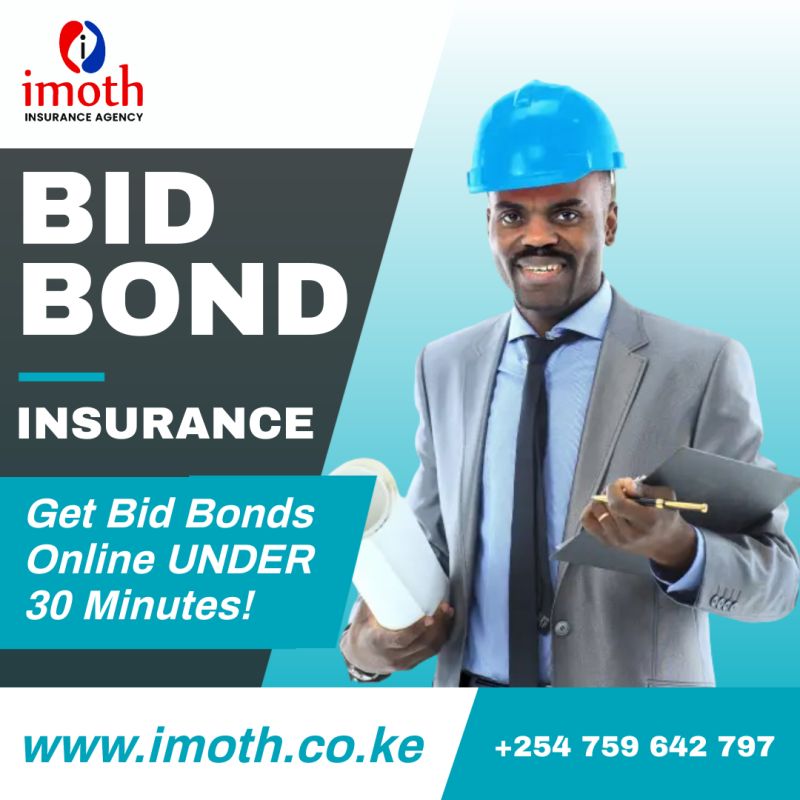 i
imoth
INSURANCE AGENCY
BID
BOND
INSURANCE
Get Bid Bonds
Online UNDER
30 Minutes!
www.imoth.co.ke
+254 759 642 797